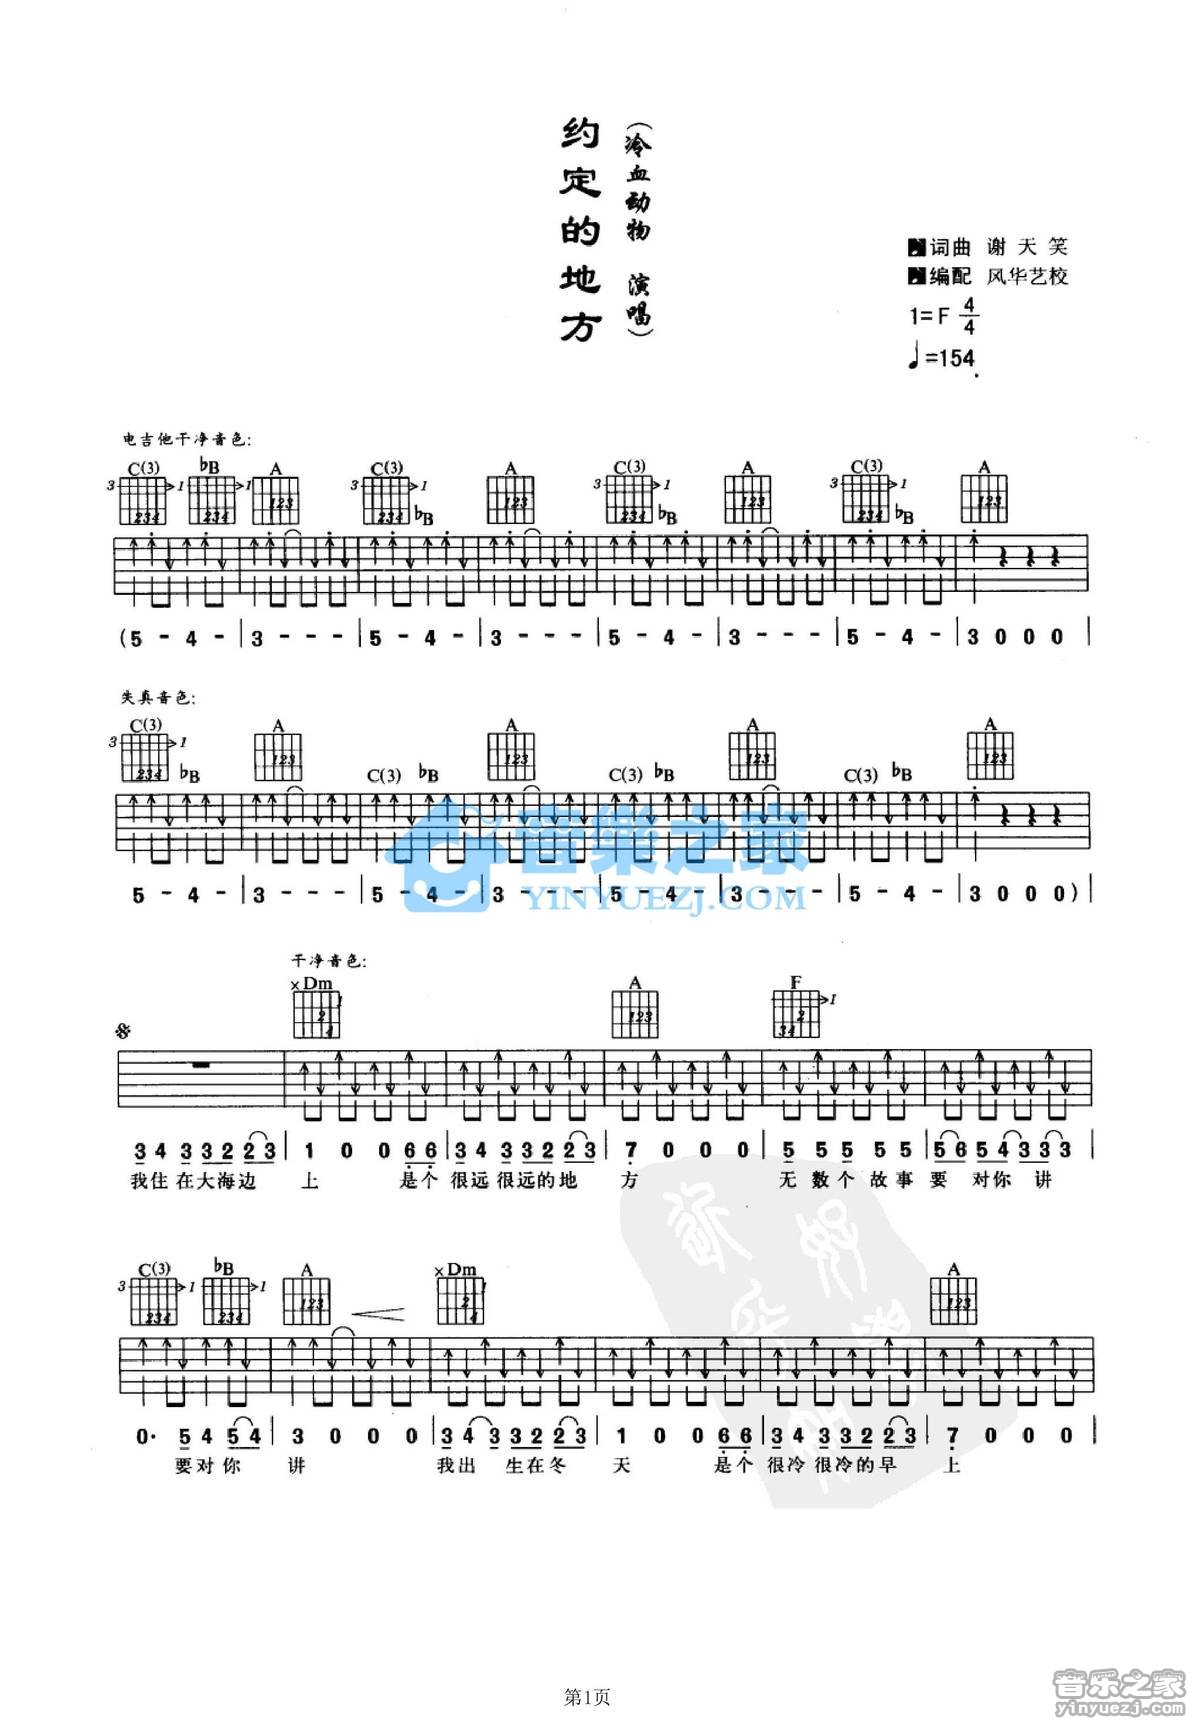 约定的地方
(冷血动物 演唱)
词曲 谢天笑
编配 风华艺校
1=F 4/4
♩=154
电吉他干净音色:
C(3) ♭B A C(3) ♭B A C(3) ♭B A C(3) ♭B A
(5 - 4 - | 3 - - - | 5 - 4 - | 3 - - - | 5 - 4 - | 3 - - - | 5 - 4 - | 3 0 0 0 |
失真音色:
C(3) ♭B A C(3) ♭B A C(3) ♭B A C(3) ♭B A
5 - 4 - | 3 - - - | 5 - 4 - | 3 - - - | 5 - 4 - | 3 - - - | 5 - 4 - | 3 0 0 0 ) |
音樂之家
YINYUEZJ.COM
干净音色:
×Dm A F
3 4 3 3 2 2 3 | 1 0 0 6 6 | 3 4 3 3 2 2 3 | 7 0 0 0 | 5 5 5 5 5 | 5 6 5 4 3 3 3 |
我住在大海边 上 是个 很远很远的地 方 无数个故事要 对你讲
C(3) ♭B A ×Dm A
0· 5 4 5 4 | 3 0 0 0 | 3 4 3 3 2 2 3 | 1 0 0 6 6 | 3 4 3 3 2 2 3 | 7 0 0 0 |
要对你 讲 我出 生在冬 天 是个 很冷很冷的早 上
第1页
音乐之家
yinyuezj.com